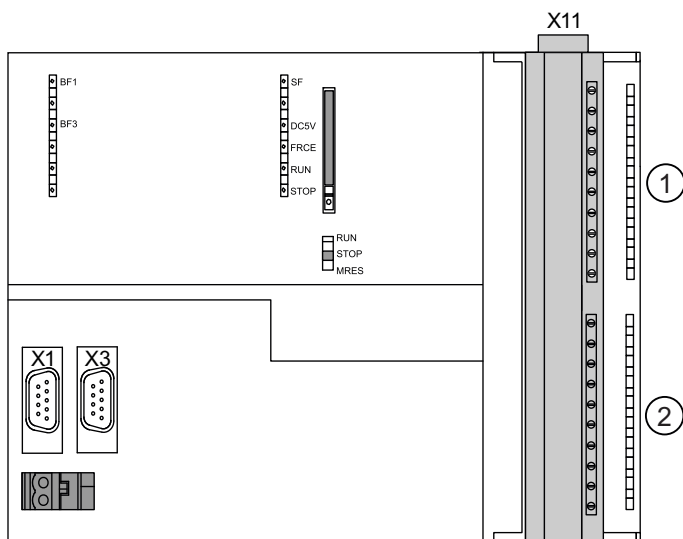 X11
BF1
BF3
SF
DC5V
FRCE
RUN
STOP
RUN
STOP
MRES
1
X1 X3
2